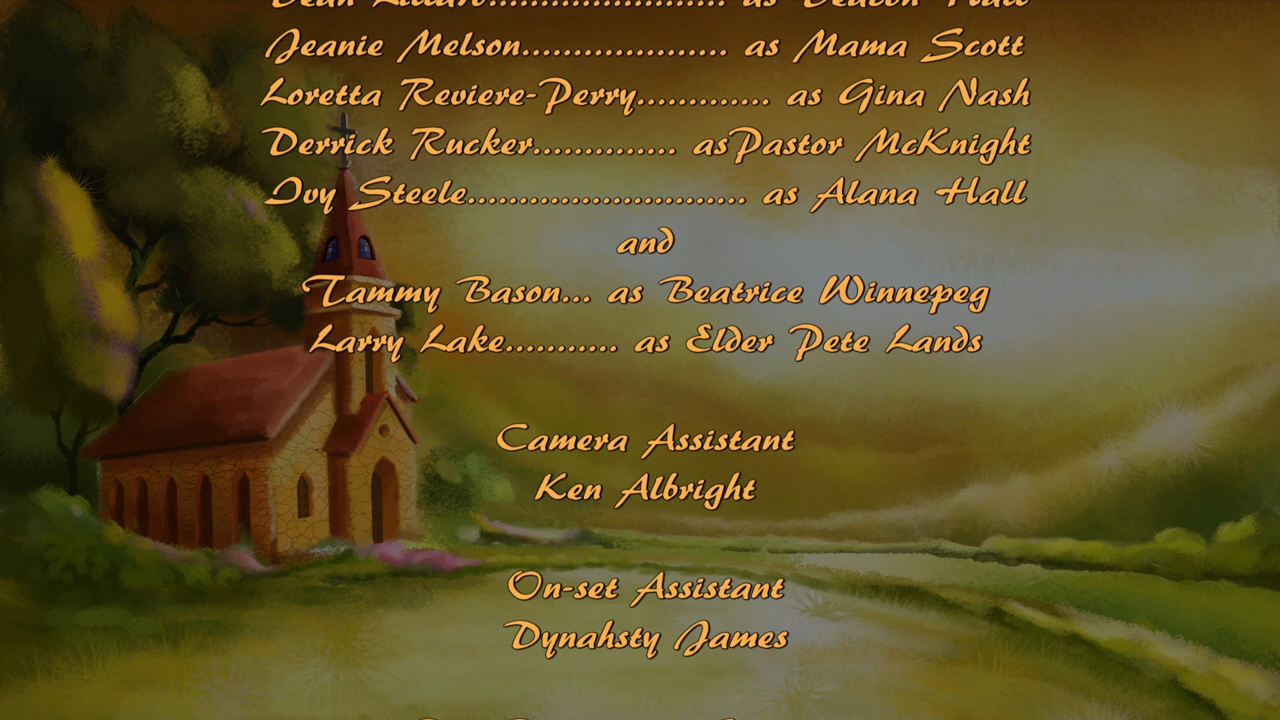 Jeanie Melson.................... as Mama Scott
Loretta Reviere-Perry............. as Gina Nash
Derrick Rucker.............. asPastor McKnight
Ivy Steele........................... as Alana Hall
and
Tammy Bason... as Beatrice Winnepeg
Larry Lake........... as Elder Pete Lands
Camera Assistant
Ken Albright
On-set Assistant
Dynahsty James